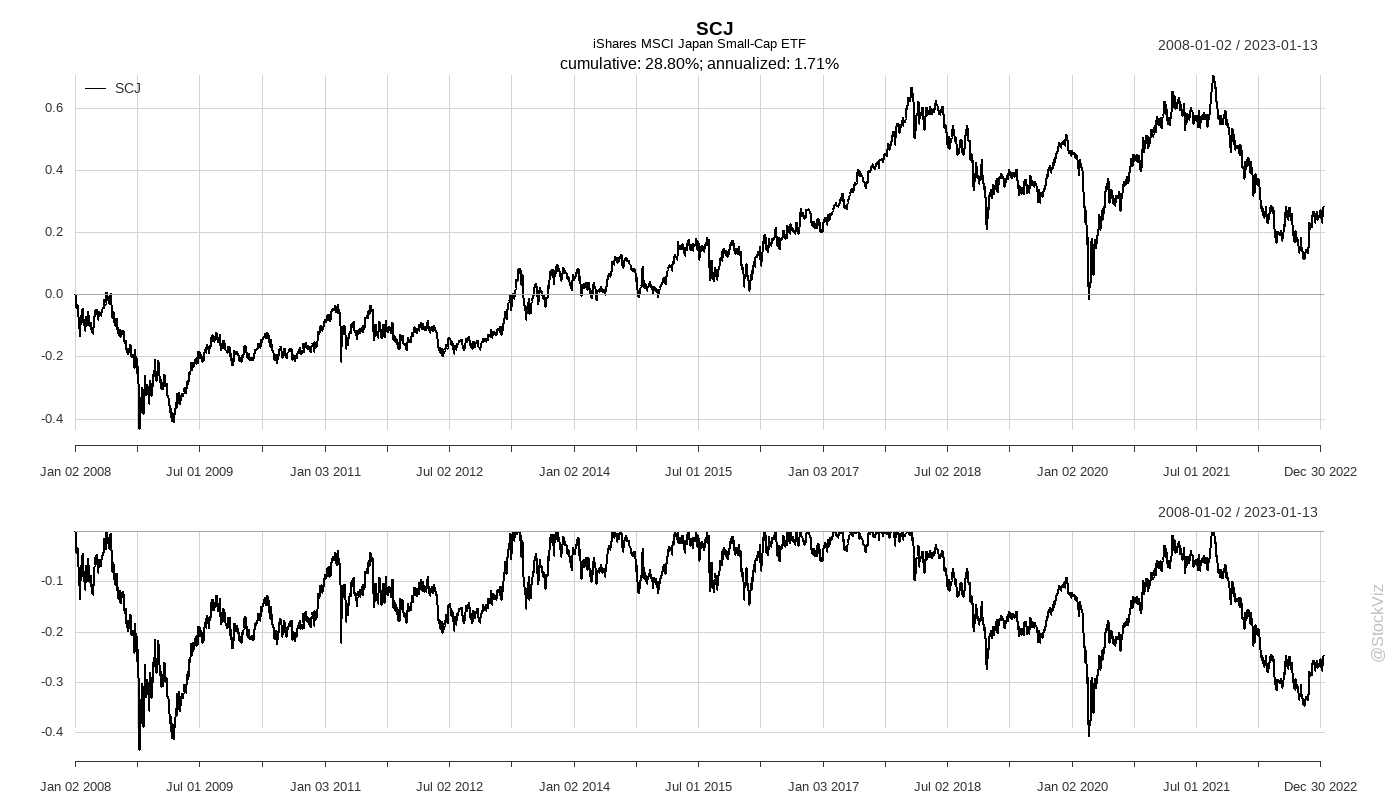 SCJ
iShares MSCI Japan Small-Cap ETF
2008-01-02 / 2023-01-13
cumulative: 28.80%; annualized: 1.71%
SCJ
0.6
0.4
0.2
0.0
-0.2
-0.4
Jan 02 2008 Jul 01 2009 Jan 03 2011 Jul 02 2012 Jan 02 2014 Jul 01 2015 Jan 03 2017 Jul 02 2018 Jan 02 2020 Jul 01 2021 Dec 30 2022
2008-01-02 / 2023-01-13
-0.1
-0.2
-0.3
-0.4
Jan 02 2008 Jul 01 2009 Jan 03 2011 Jul 02 2012 Jan 02 2014 Jul 01 2015 Jan 03 2017 Jul 02 2018 Jan 02 2020 Jul 01 2021 Dec 30 2022
@StockViz